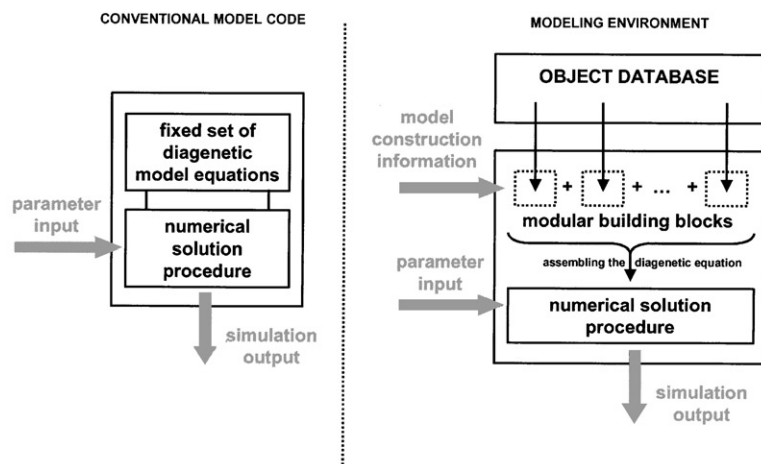 CONVENTIONAL MODEL CODE
fixed set of
diagenetic
model equations
parameter
input
numerical
solution
procedure
simulation
output
MODELING ENVIRONMENT
OBJECT DATABASE
model
construction
information
+ + ... +
modular building blocks
assembling the diagenetic equation
parameter
input
numerical solution
procedure
simulation
output